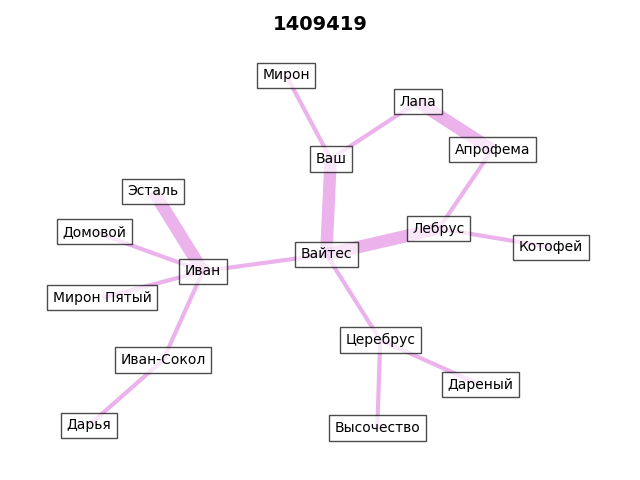 1409419
Мирон
Лапа
Апрофема
Ваш
Эсталь
Домовой
Лебрус
Котофей
Вайтес
Иван
Мирон Пятый
Церебрус
Иван-Сокол
Дареный
Дарья
Высочество